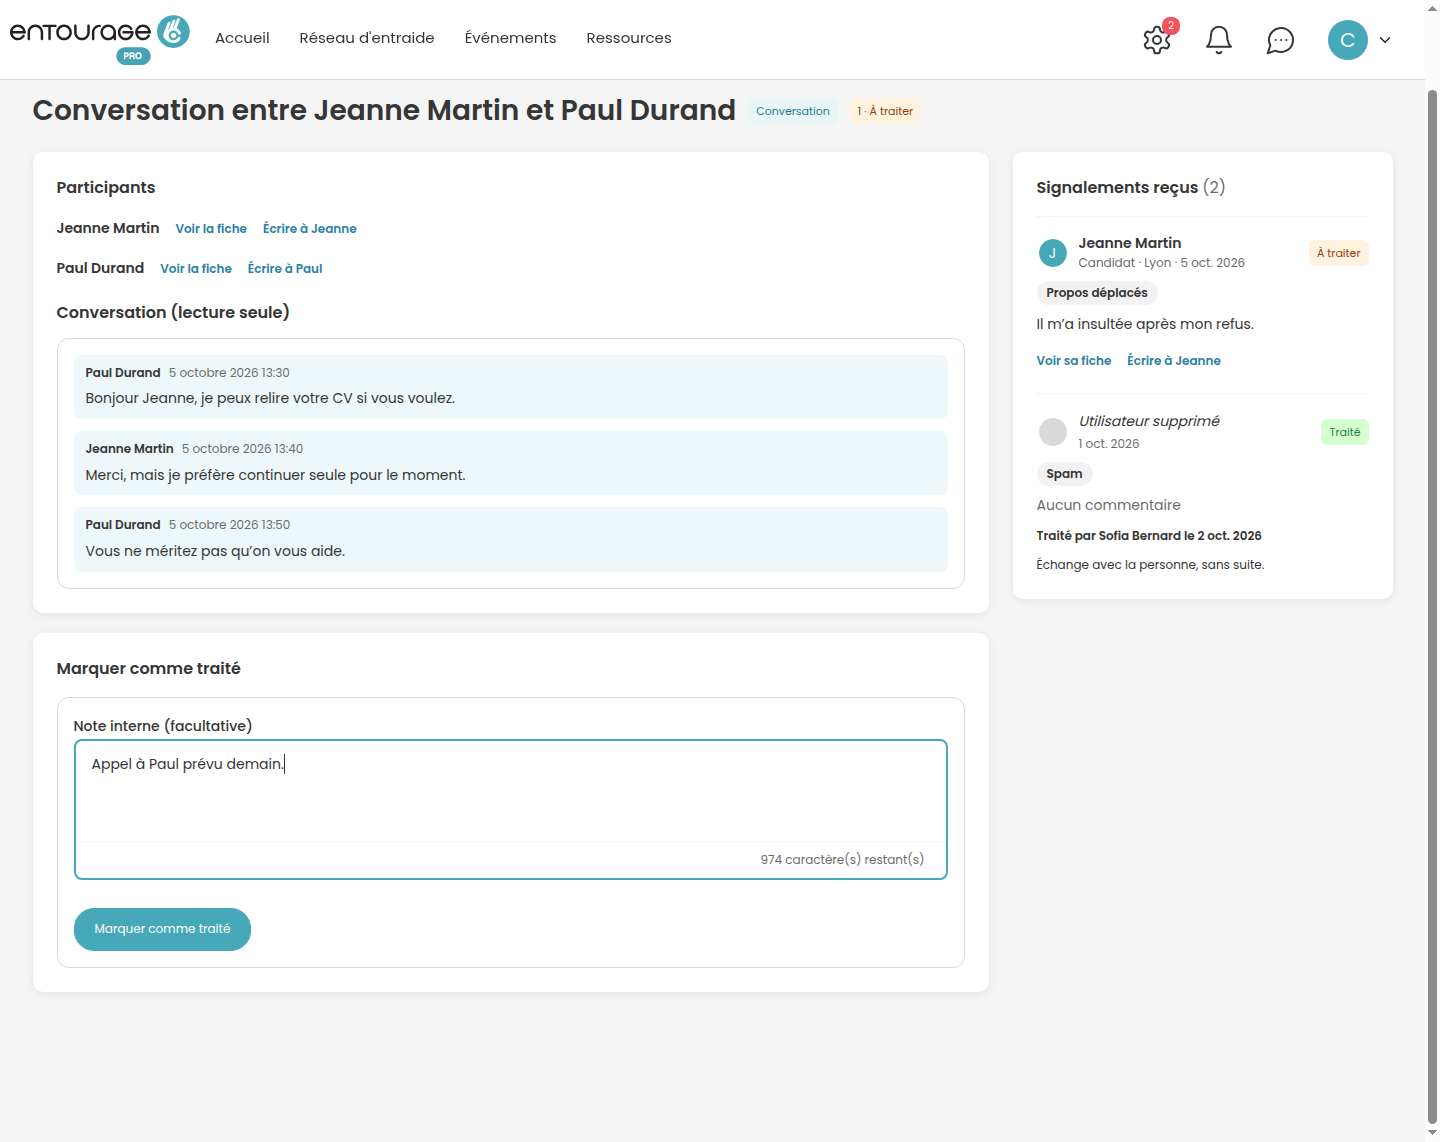 entourage
PRO
Accueil
Réseau d'entraide
Événements
Ressources
2
C
Conversation entre Jeanne Martin et Paul Durand
Conversation
1 · À traiter
Participants
Jeanne Martin Voir la fiche Écrire à Jeanne
Paul Durand Voir la fiche Écrire à Paul
Conversation (lecture seule)
Paul Durand 5 octobre 2026 13:30
Bonjour Jeanne, je peux relire votre CV si vous voulez.
Jeanne Martin 5 octobre 2026 13:40
Merci, mais je préfère continuer seule pour le moment.
Paul Durand 5 octobre 2026 13:50
Vous ne méritez pas qu’on vous aide.
Marquer comme traité
Note interne (facultative)
Appel à Paul prévu demain.
974 caractère(s) restant(s)
Marquer comme traité
Signalements reçus (2)
J
Jeanne Martin
Candidat · Lyon · 5 oct. 2026
À traiter
Propos déplacés
Il m’a insultée après mon refus.
Voir sa fiche Écrire à Jeanne
Utilisateur supprimé
1 oct. 2026
Traité
Spam
Aucun commentaire
Traité par Sofia Bernard le 2 oct. 2026
Échange avec la personne, sans suite.